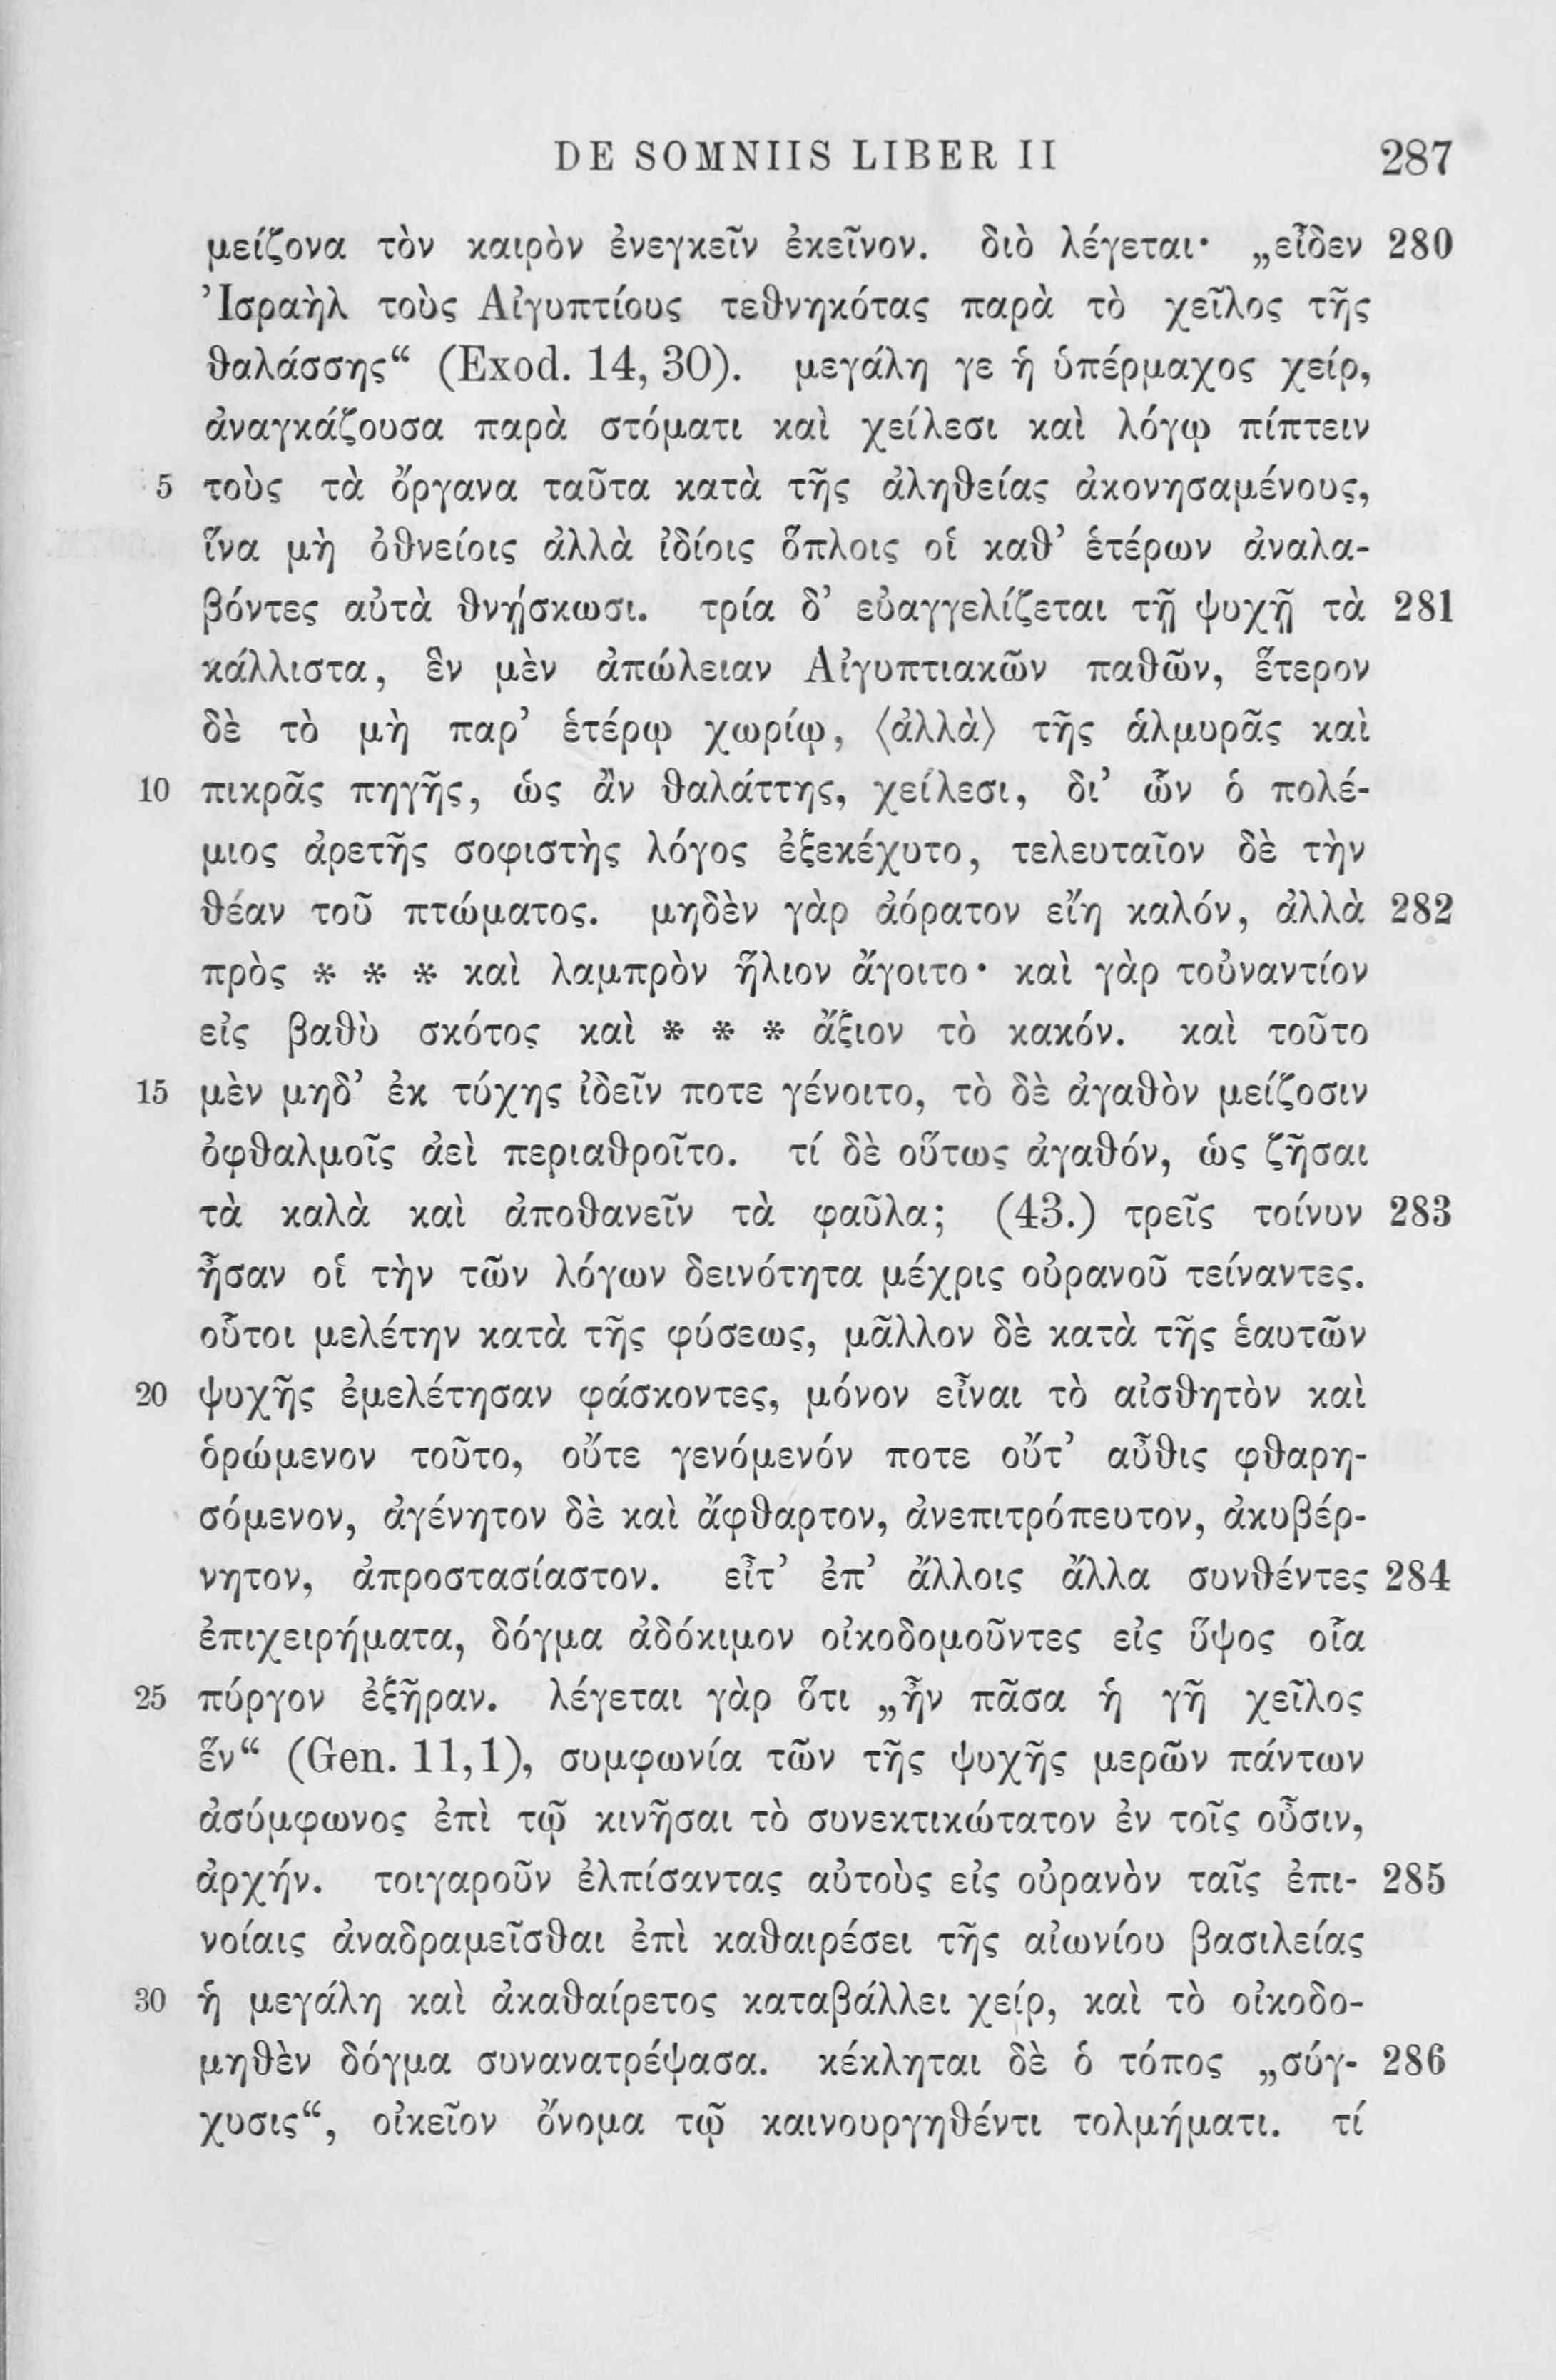 DE SOMNIIS LIBER II 287
μείζονα τὸν καιρὸν ἐνεγκεῖν ἐκεῖνον. διὸ λέγεται· „εἶδεν 280
Ἰσραὴλ τοὺς Αἰγυπτίους τεθνηκότας παρὰ τὸ χεῖλος τῆς
θαλάσσης“ (Exod. 14, 30). μεγάλη γε ἡ ὑπέρμαχος χείρ,
ἀναγκάζουσα παρὰ στόματι καὶ χείλεσι καὶ λόγῳ πίπτειν
5 τοὺς τὰ ὄργανα ταῦτα κατὰ τῆς ἀληθείας ἀκονησαμένους,
ἵνα μὴ ὀθνείοις ἀλλὰ ἰδίοις ὅπλοις οἱ καθ’ ἑτέρων ἀναλα-
βόντες αὐτὰ θνῄσκωσι. τρία δ’ εὐαγγελίζεται τῇ ψυχῇ τὰ 281
κάλλιστα, ἓν μὲν ἀπώλειαν Αἰγυπτιακῶν παθῶν, ἕτερον
δὲ τὸ μὴ παρ’ ἑτέρῳ χωρίῳ, ⟨ἀλλὰ⟩ τῆς ἁλμυρᾶς καὶ
10 πικρᾶς πηγῆς, ὡς ἂν θαλάττης, χείλεσι, δι’ ὧν ὁ πολέ-
μιος ἀρετῆς σοφιστὴς λόγος ἐξεκέχυτο, τελευταῖον δὲ τὴν
θέαν τοῦ πτώματος. μηδὲν γὰρ ἀόρατον εἴη καλόν, ἀλλὰ 282
πρὸς * * * καὶ λαμπρὸν ἥλιον ἄγοιτο· καὶ γὰρ τοὐναντίον
εἰς βαθὺ σκότος καὶ * * * ἄξιον τὸ κακόν. καὶ τοῦτο
15 μὲν μηδ’ ἐκ τύχης ἰδεῖν ποτε γένοιτο, τὸ δὲ ἀγαθὸν μείζοσιν
ὀφθαλμοῖς ἀεὶ περιαθροῖτο. τί δὲ οὕτως ἀγαθόν, ὡς ζῆσαι
τὰ καλὰ καὶ ἀποθανεῖν τὰ φαῦλα; (43.) τρεῖς τοίνυν 283
ἦσαν οἱ τὴν τῶν λόγων δεινότητα μέχρις οὐρανοῦ τείναντες.
οὗτοι μελέτην κατὰ τῆς φύσεως, μᾶλλον δὲ κατὰ τῆς ἑαυτῶν
20 ψυχῆς ἐμελέτησαν φάσκοντες, μόνον εἶναι τὸ αἰσθητὸν καὶ
ὁρώμενον τοῦτο, οὔτε γενόμενόν ποτε οὔτ’ αὖθις φθαρη-
σόμενον, ἀγένητον δὲ καὶ ἄφθαρτον, ἀνεπιτρόπευτον, ἀκυβέρ-
νητον, ἀπροστασίαστον. εἶτ’ ἐπ’ ἄλλοις ἄλλα συνθέντες 284
ἐπιχειρήματα, δόγμα ἀδόκιμον οἰκοδομοῦντες εἰς ὕψος οἷα
25 πύργον ἐξῆραν. λέγεται γὰρ ὅτι „ἦν πᾶσα ἡ γῆ χεῖλος
ἕν“ (Gen. 11,1), συμφωνία τῶν τῆς ψυχῆς μερῶν πάντων
ἀσύμφωνος ἐπὶ τῷ κινῆσαι τὸ συνεκτικώτατον ἐν τοῖς οὖσιν,
ἀρχήν. τοιγαροῦν ἐλπίσαντας αὐτοὺς εἰς οὐρανὸν ταῖς ἐπι- 285
νοίαις ἀναδραμεῖσθαι ἐπὶ καθαιρέσει τῆς αἰωνίου βασιλείας
30 ἡ μεγάλη καὶ ἀκαθαίρετος καταβάλλει χείρ, καὶ τὸ οἰκοδο-
μηθὲν δόγμα συνανατρέψασα. κέκληται δὲ ὁ τόπος „σύγ- 286
χυσις“, οἰκεῖον ὄνομα τῷ καινουργηθέντι τολμήματι. τί